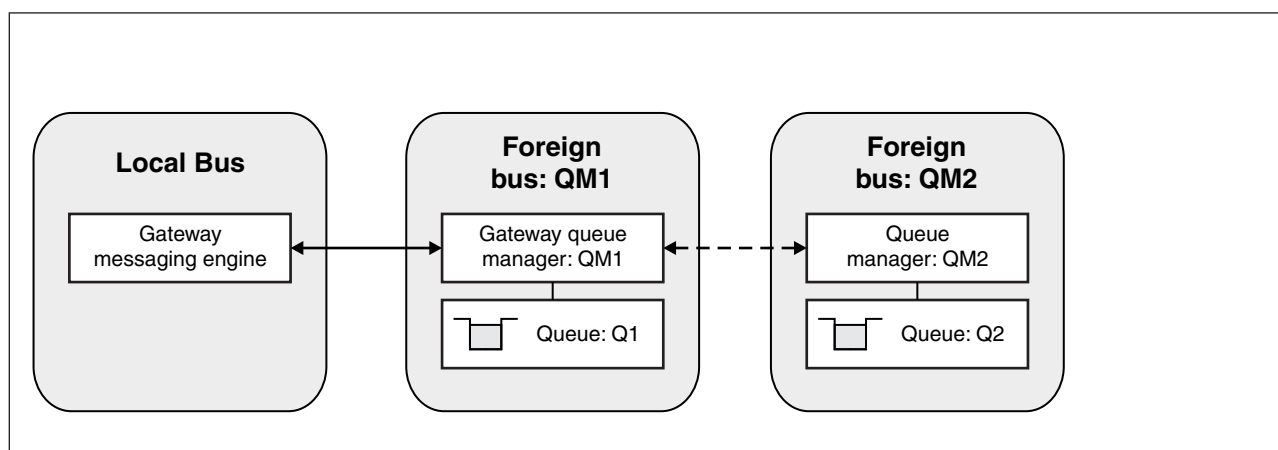 Local Bus
Gateway
messaging engine
Foreign
bus: QM1
Gateway queue
manager: QM1
Queue: Q1
Foreign
bus: QM2
Queue
manager: QM2
Queue: Q2